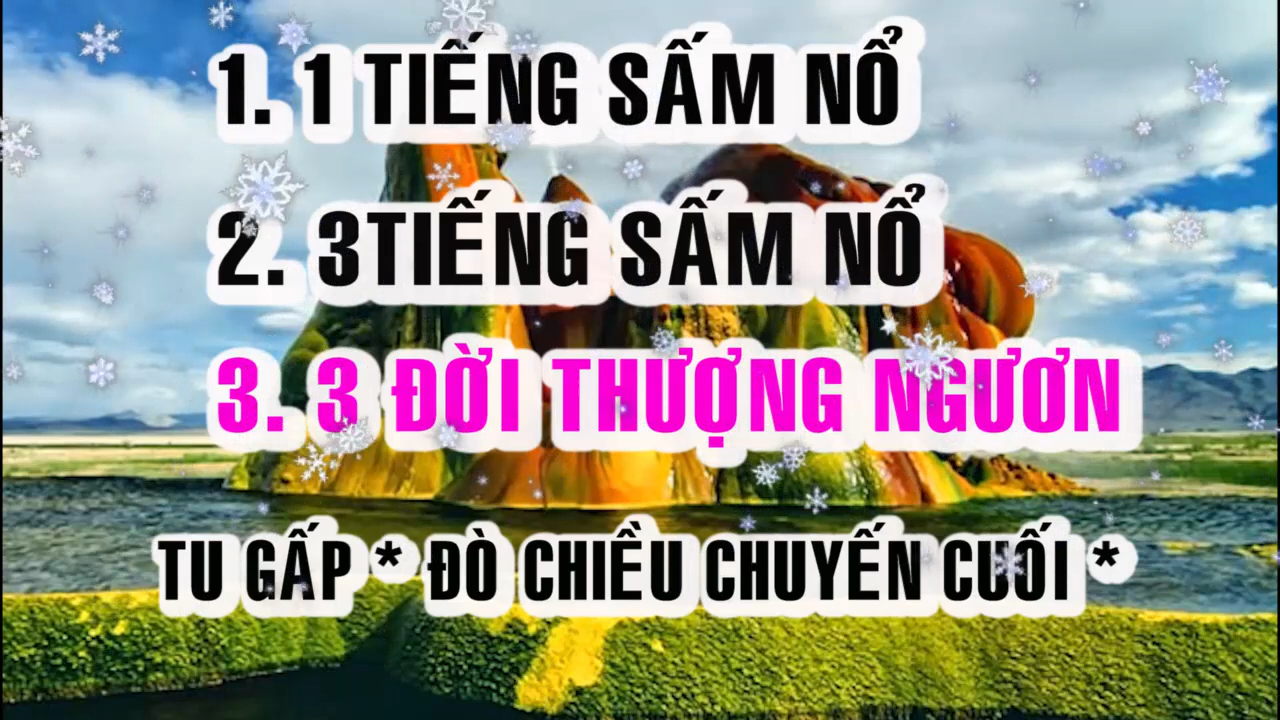 1. 1 TIẾNG SẤM NỔ
2. 3TIẾNG SẤM NỔ
3. 3 ĐỜI THƯỢNG NGƯƠN
TU GẤP * ĐÒ CHIỀU CHUYẾN CUỐI *